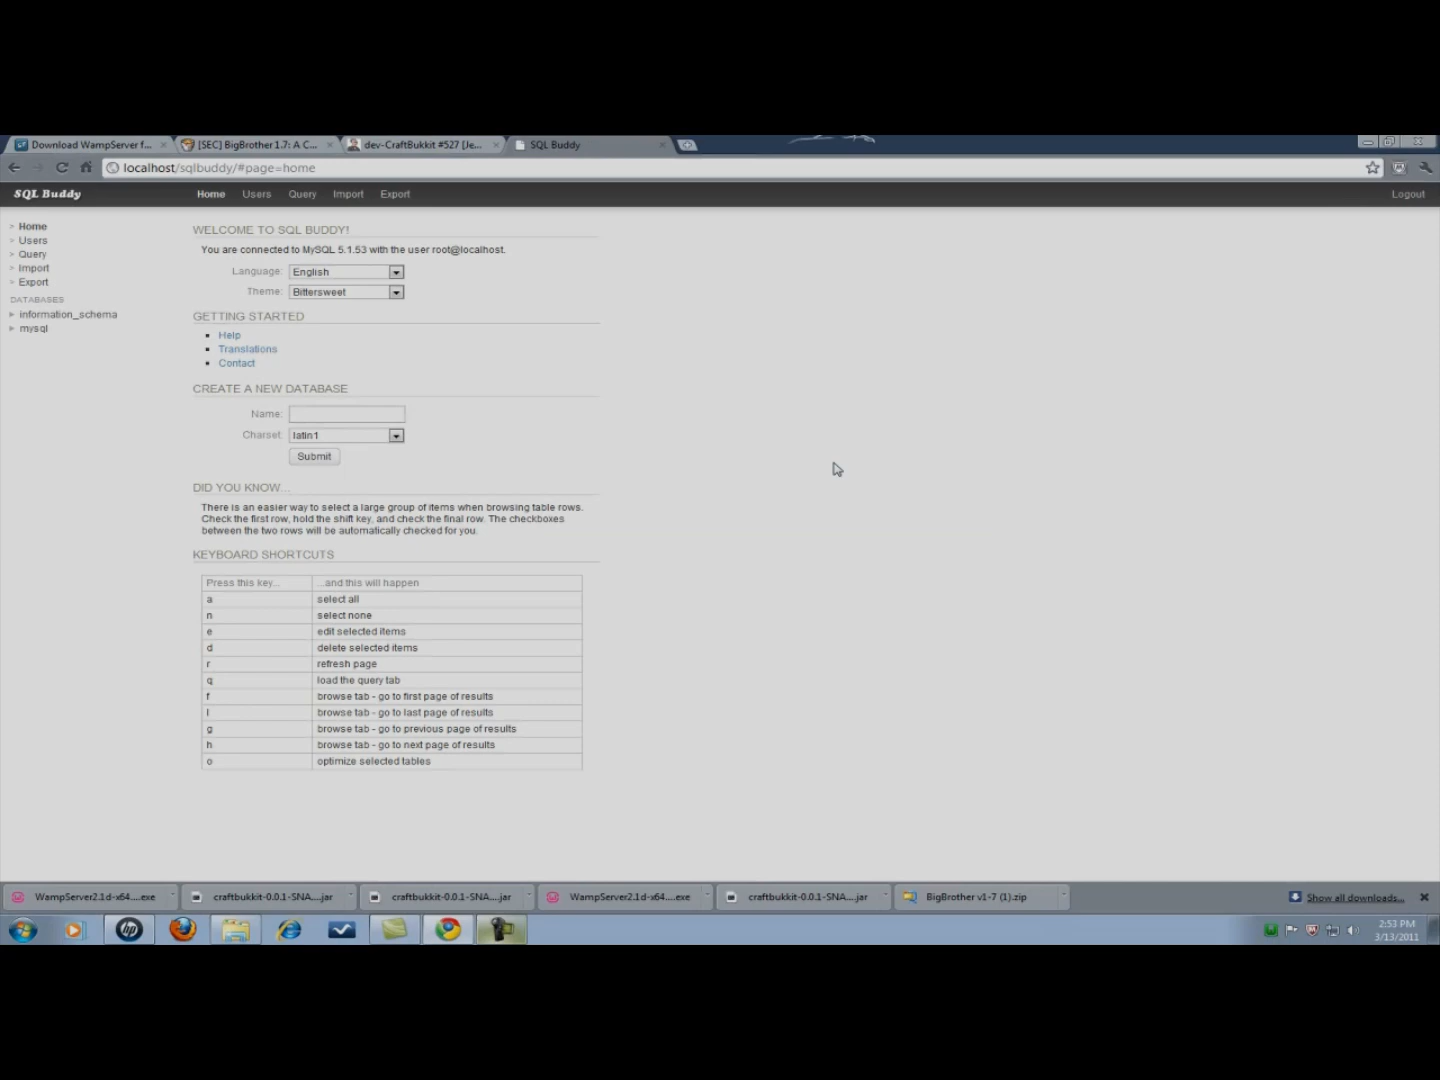 Download WampServer f...
[SEC] BigBrother 1.7: A C...
dev-CraftBukkit #527 [Je...
SQL Buddy
localhost/sqlbuddy/#page=home
SQL Buddy
Home Users Query Import Export
Logout
> Home
> Users
> Query
> Import
> Export
DATABASES
information_schema
mysql
WELCOME TO SQL BUDDY!
You are connected to MySQL 5.1.53 with the user root@localhost.
Language: English
Theme: Bittersweet
GETTING STARTED
Help
Translations
Contact
CREATE A NEW DATABASE
Name:
Charset: latin1
Submit
DID YOU KNOW...
There is an easier way to select a large group of items when browsing table rows.
Check the first row, hold the shift key, and check the final row. The checkboxes
between the two rows will be automatically checked for you.
KEYBOARD SHORTCUTS
Press this key... ...and this will happen
a select all
n select none
e edit selected items
d delete selected items
r refresh page
q load the query tab
f browse tab - go to first page of results
l browse tab - go to last page of results
g browse tab - go to previous page of results
h browse tab - go to next page of results
o optimize selected tables
WampServer2.1d-x64....exe
craftbukkit-0.0.1-SNA....jar
craftbukkit-0.0.1-SNA....jar
WampServer2.1d-x64....exe
craftbukkit-0.0.1-SNA....jar
BigBrother v1-7 (1).zip
Show all downloads...
hp
2:53 PM
3/13/2011